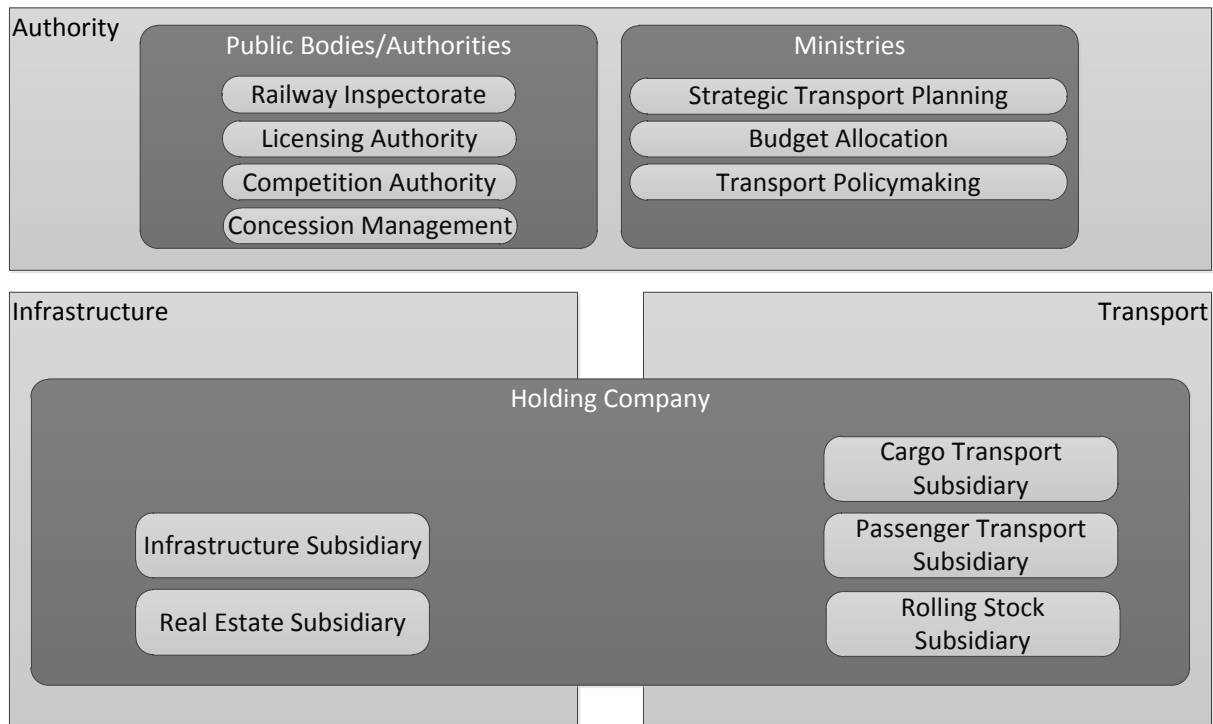 Authority
Public Bodies/Authorities
Railway Inspectorate
Licensing Authority
Competition Authority
Concession Management
Ministries
Strategic Transport Planning
Budget Allocation
Transport Policymaking
Infrastructure
Transport
Holding Company
Infrastructure Subsidiary
Real Estate Subsidiary
Cargo Transport
Subsidiary
Passenger Transport
Subsidiary
Rolling Stock
Subsidiary